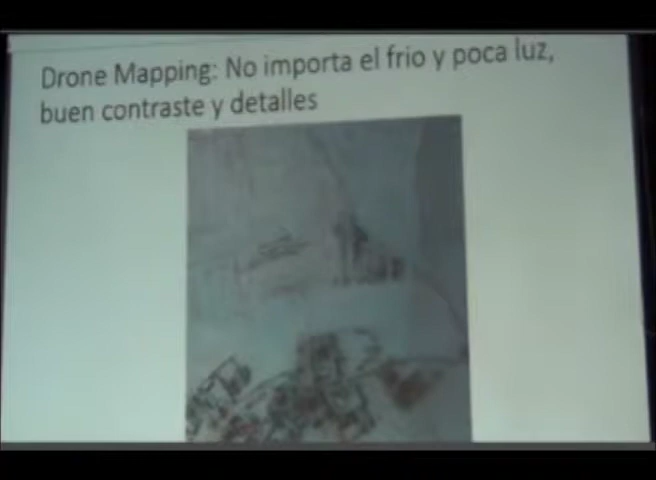 Drone Mapping: No importa el frio y poca luz,
buen contraste y detalles